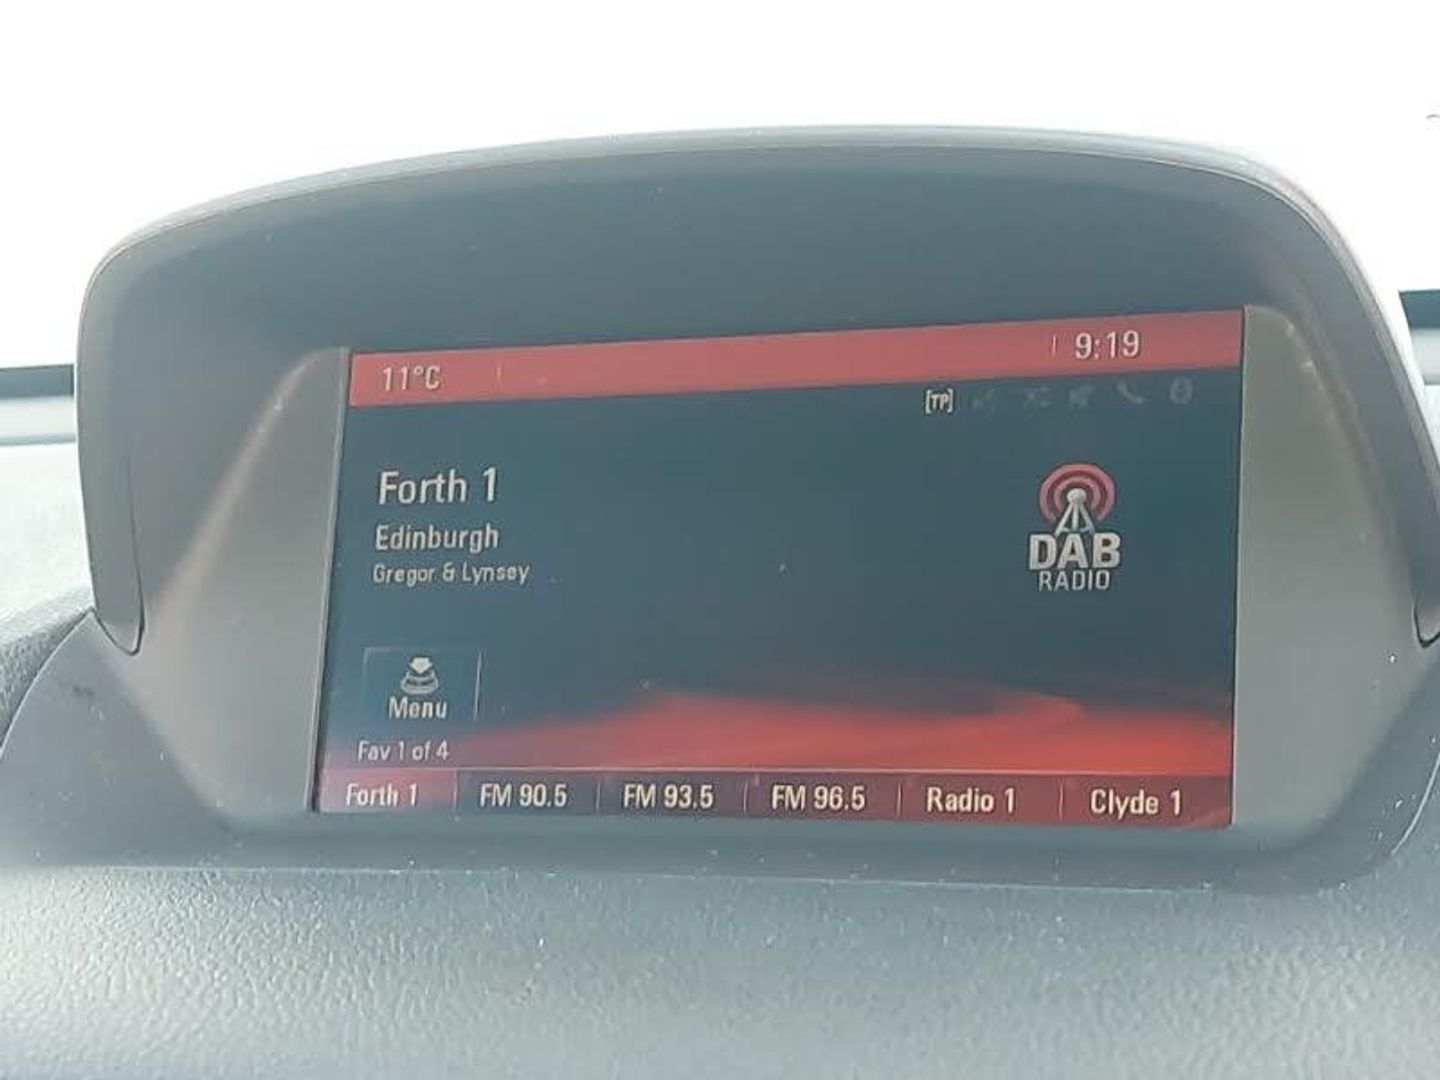 11°C 9:19
[TP]
Forth 1
Edinburgh
Gregor & Lynsey
DAB
RADIO
Menu
Fav 1 of 4
Forth 1 FM 90.5 FM 93.5 FM 96.5 Radio 1 Clyde 1